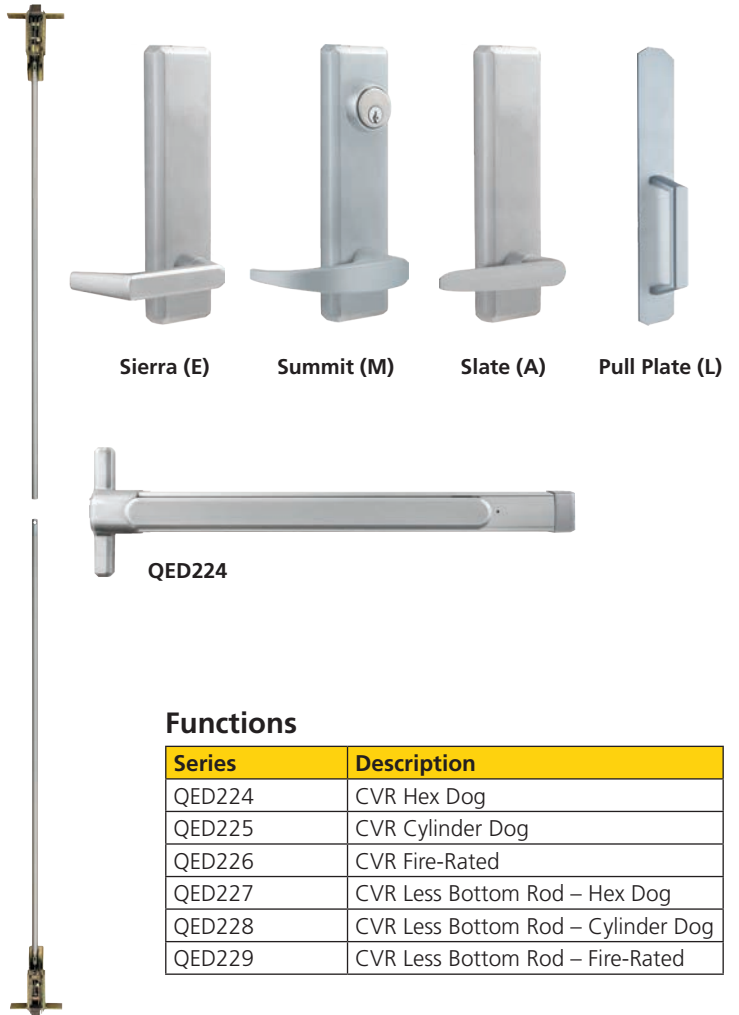 Sierra (E) Summit (M) Slate (A) Pull Plate (L)
QED224
Functions
Series Description
QED224 CVR Hex Dog
QED225 CVR Cylinder Dog
QED226 CVR Fire-Rated
QED227 CVR Less Bottom Rod – Hex Dog
QED228 CVR Less Bottom Rod – Cylinder Dog
QED229 CVR Less Bottom Rod – Fire-Rated